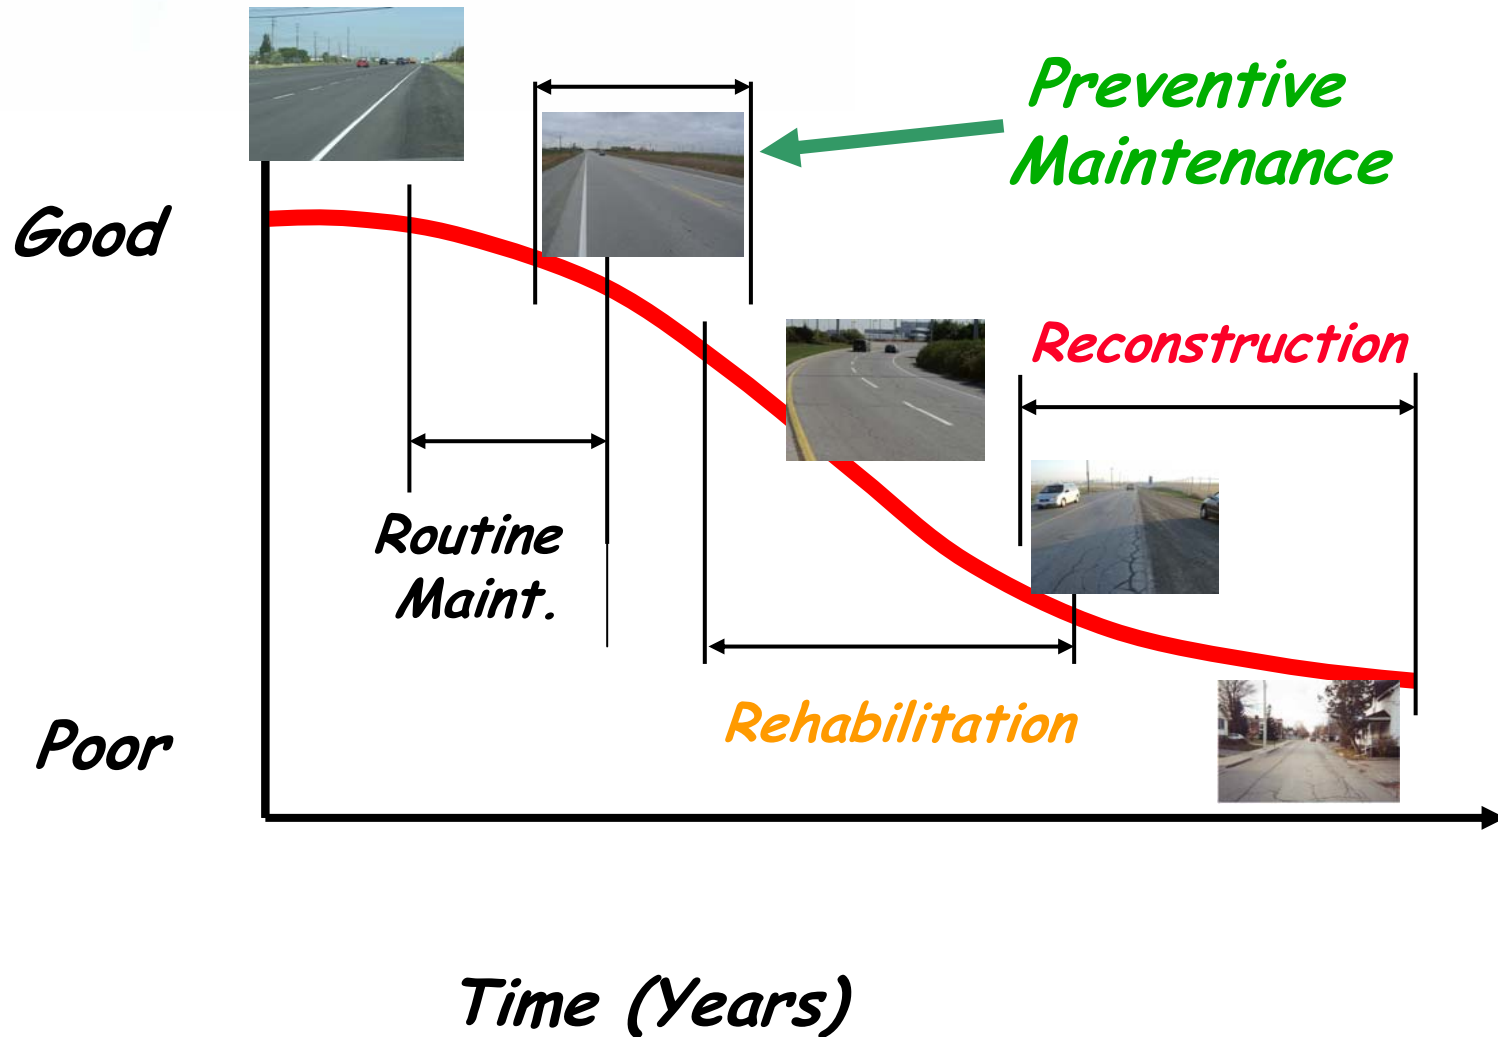 Preventive
Maintenance
Good
Reconstruction
Routine
Maint.
Rehabilitation
Poor
Time (Years)